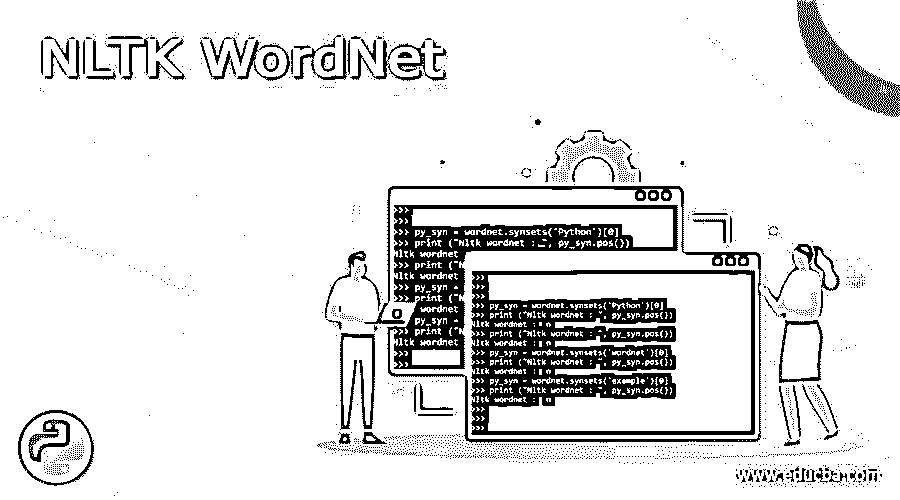 NLTK WordNet
>>>
>>>
>>> py_syn = wordnet.synsets('Python')[0]
>>> print ("Nltk wordnet : ", py_syn.pos())
Nltk wordnet
>>> print ("N
Nltk wordnet
>>> py_syn =
>>> print ("N
wordnet
>>> py_syn =
>>> print ("N
Nltk wordnet
>>>
>>>
>>>
>>>
>>>
>>> py_syn = wordnet.synsets('Python')[0]
>>> print ("Nltk wordnet : ", py_syn.pos())
Nltk wordnet : n
>>> print ("Nltk wordnet : ", py_syn.pos())
Nltk wordnet : n
>>> py_syn = wordnet.synsets('wordnet')[0]
>>> print ("Nltk wordnet : ", py_syn.pos())
Nltk wordnet : n
>>> py_syn = wordnet.synsets('example')[0]
>>> print ("Nltk wordnet : ", py_syn.pos())
Nltk wordnet : n
>>>
>>>
>>>
www.educba.com